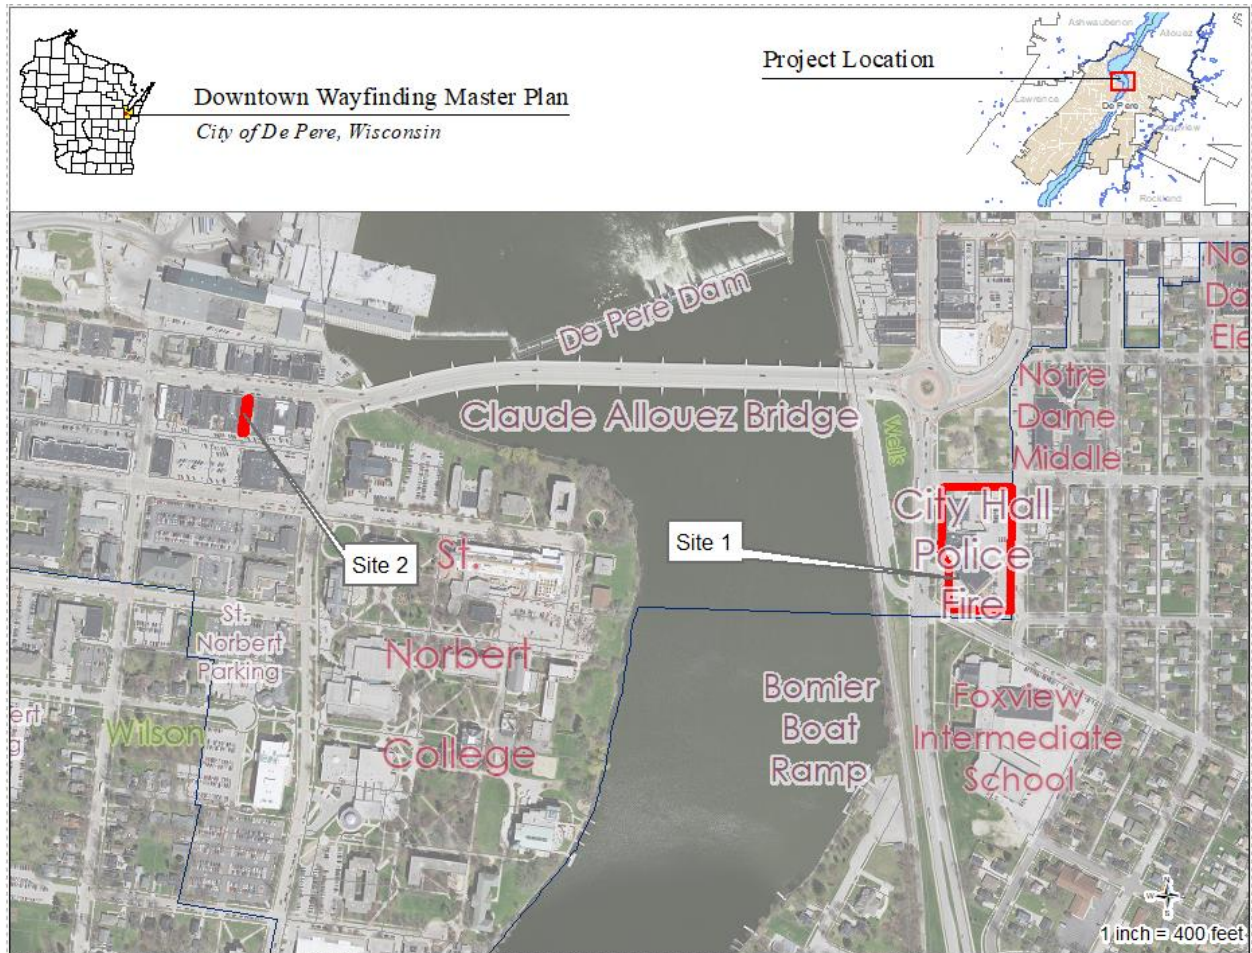 Downtown Wayfinding Master Plan
City of De Pere, Wisconsin
Project Location
Ashwaubenon
Allouez
Lawrence
De Pere
Rockland
De Pere Dam
Claude Allouez Bridge
Wells
Notre
Dame
Middle
City Hall
Police
Fire
Site 1
Site 2
St.
Norbert
College
St.
Norbert
Parking
Wilson
Bomier
Boat
Ramp
Foxview
Intermediate
School
N
W
E
S
1 inch = 400 feet